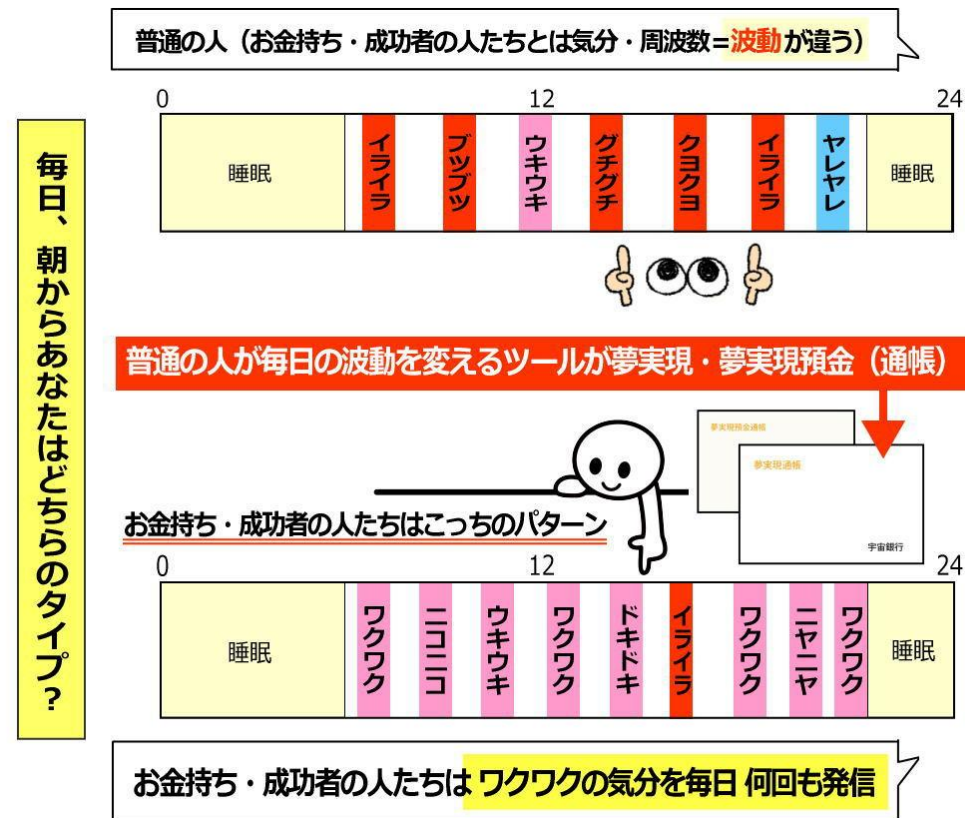 普通の人（お金持ち・成功者の人たちとは気分・周波数=波動が違う）
毎日、朝からあなたはどちらのタイプ？
0 12 24
睡眠
イライラ
ブツブツ
ウキウキ
グチグチ
クヨクヨ
イライラ
ヤレヤレ
睡眠
普通の人が毎日の波動を変えるツールが夢実現・夢実現預金（通帳）
夢実現預金通帳
夢実現通帳
宇宙銀行
お金持ち・成功者の人たちはこっちのパターン
0 12 24
睡眠
ワクワク
ニコニコ
ウキウキ
ワクワク
ドキドキ
イライラ
ワクワク
ニヤニヤ
ワクワク
睡眠
お金持ち・成功者の人たちは ワクワクの気分を毎日 何回も発信